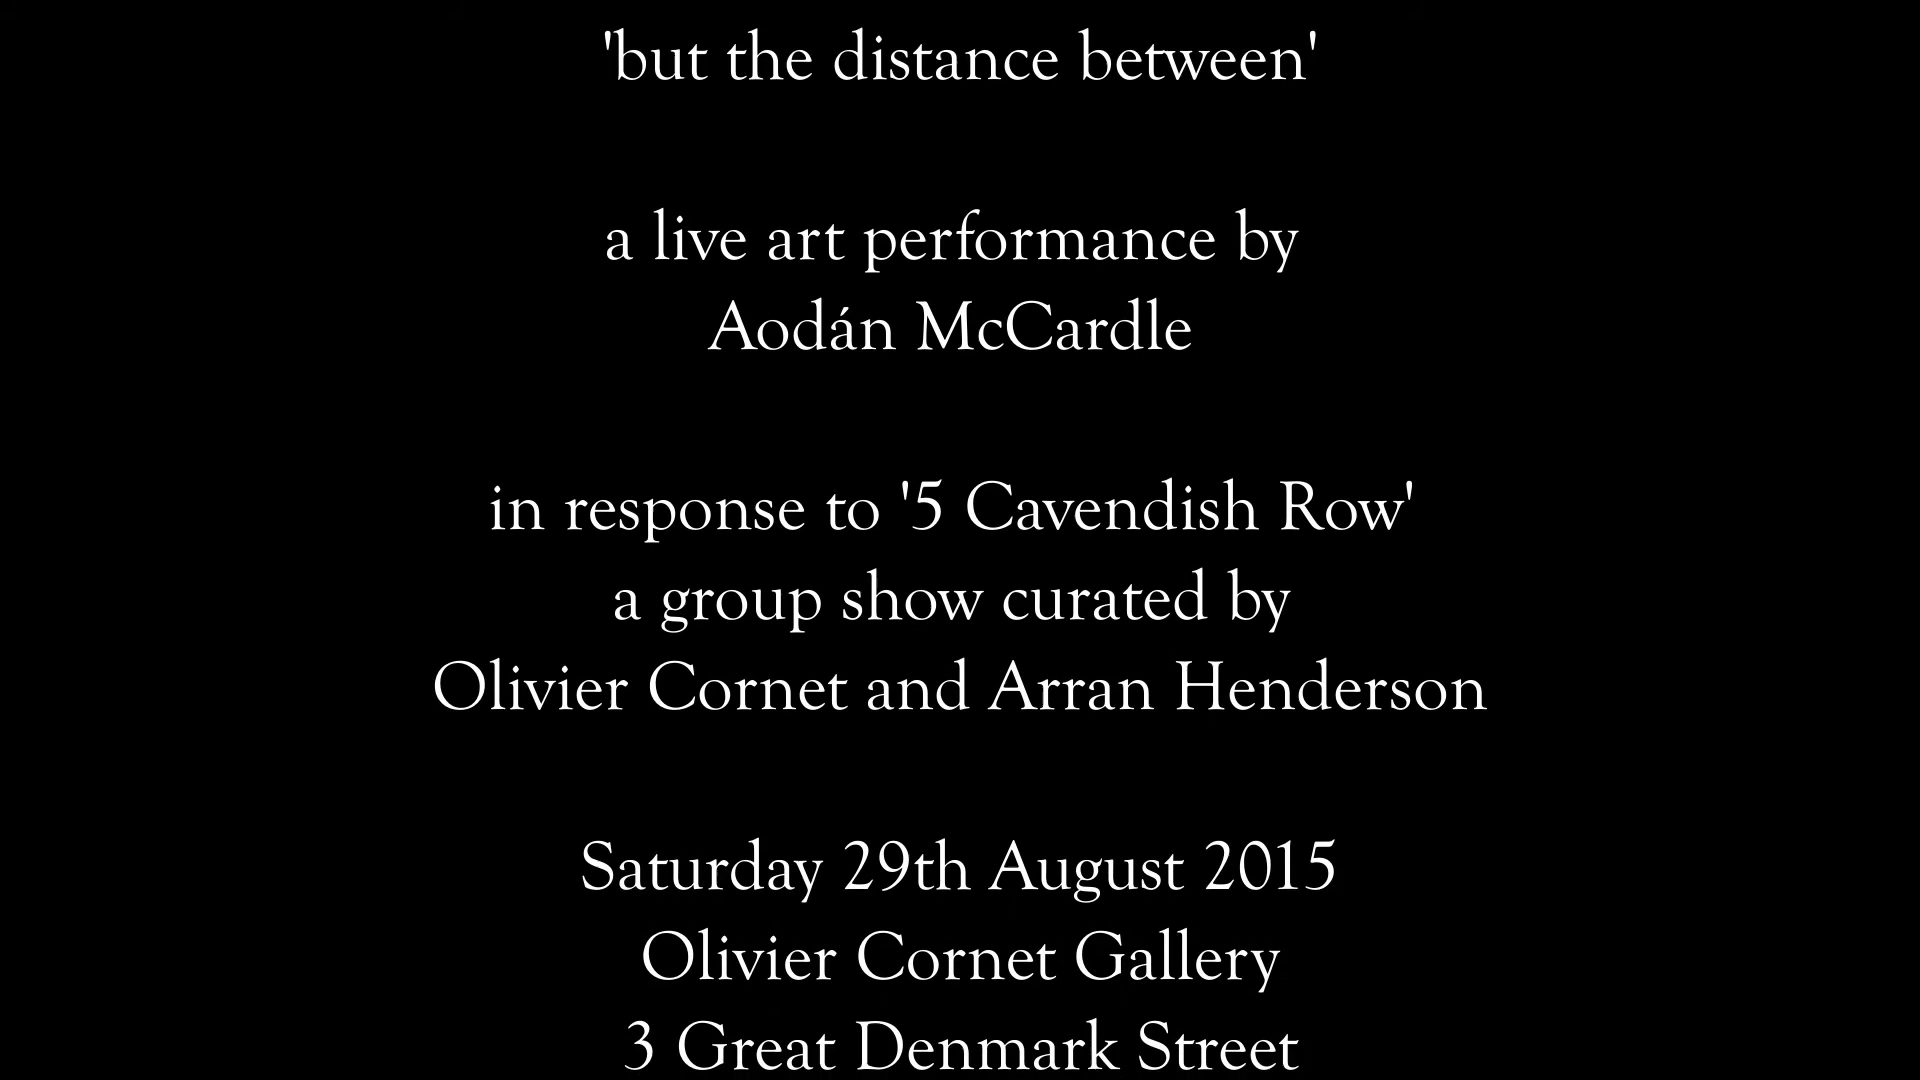 'but the distance between'
a live art performance by
Aodán McCardle
in response to '5 Cavendish Row'
a group show curated by
Olivier Cornet and Arran Henderson
Saturday 29th August 2015
Olivier Cornet Gallery
3 Great Denmark Street